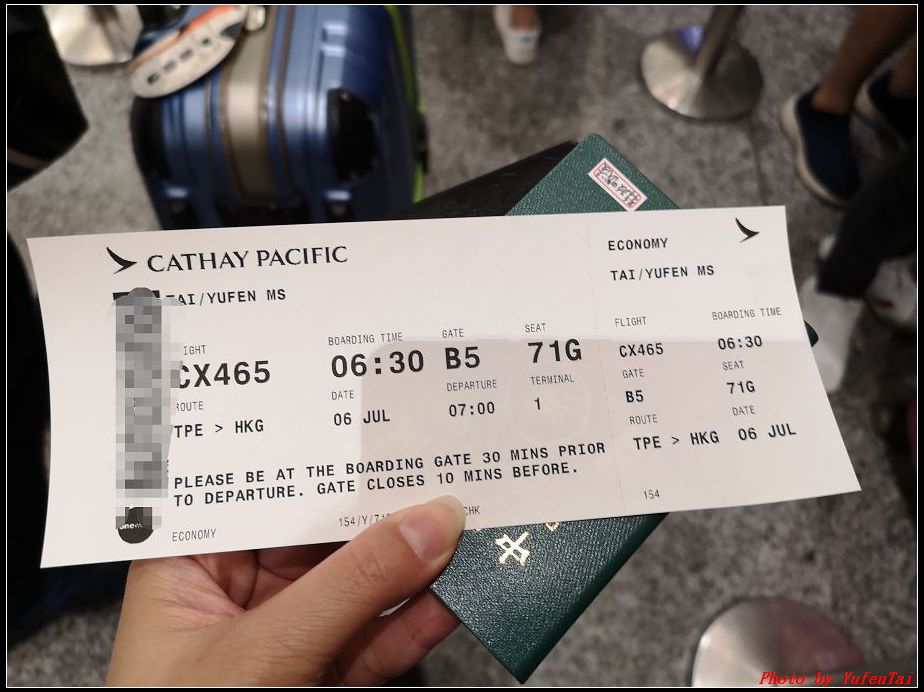 CATHAY PACIFIC
TAI/YUFEN MS
IGHT
CX465
BOARDING TIME
06:30
GATE
B5
SEAT
71G
ROUTE
TPE > HKG
DATE
06 JUL
DEPARTURE
07:00
TERMINAL
1
PLEASE BE AT THE BOARDING GATE 30 MINS PRIOR
TO DEPARTURE. GATE CLOSES 10 MINS BEFORE.
ECONOMY
ECONOMY
TAI/YUFEN MS
FLIGHT
CX465
BOARDING TIME
06:30
GATE
B5
SEAT
71G
ROUTE
TPE > HKG
DATE
06 JUL
154
Photo by YufenTai